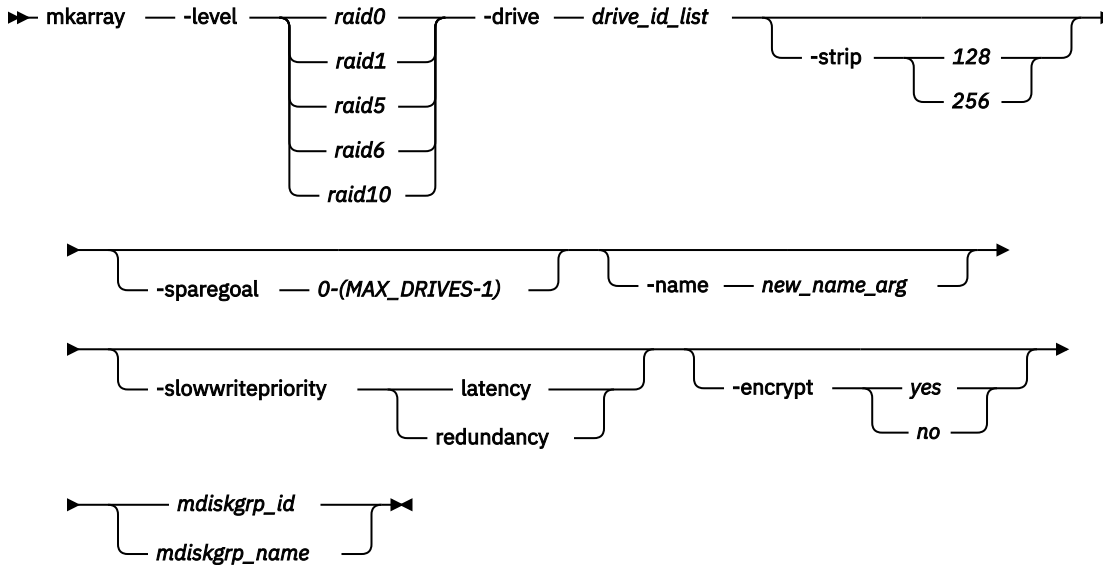 mkarray -level raid0 -drive drive_id_list
raid1 -strip 128
raid5 256
raid6
raid10
-sparegoal 0-(MAX_DRIVES-1) -name new_name_arg
-slowwritepriority latency -encrypt yes
redundancy no
mdiskgrp_id
mdiskgrp_name